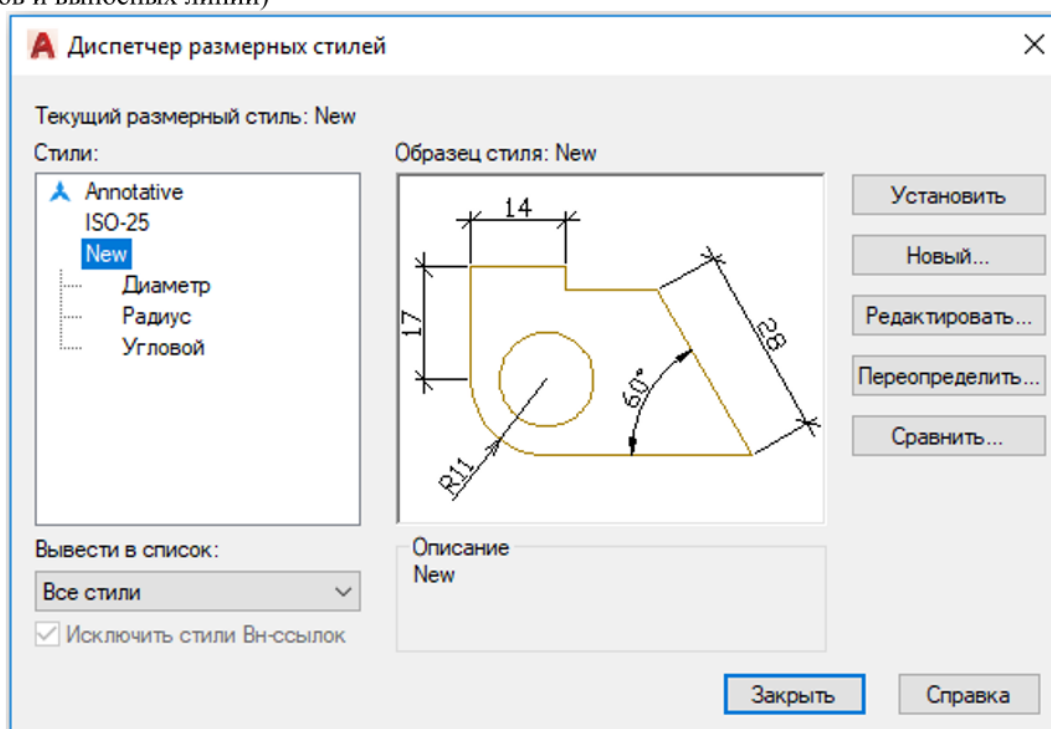 и выносных линий)
Диспетчер размерных стилей
Текущий размерный стиль: New
Стили:
Annotative
ISO-25
New
Диаметр
Радиус
Угловой
Вывести в список:
Все стили
Исключить стили Вн-ссылок
Образец стиля: New
14
17
28
60°
R11
Описание
New
Установить
Новый...
Редактировать...
Переопределить...
Сравнить...
Закрыть
Справка